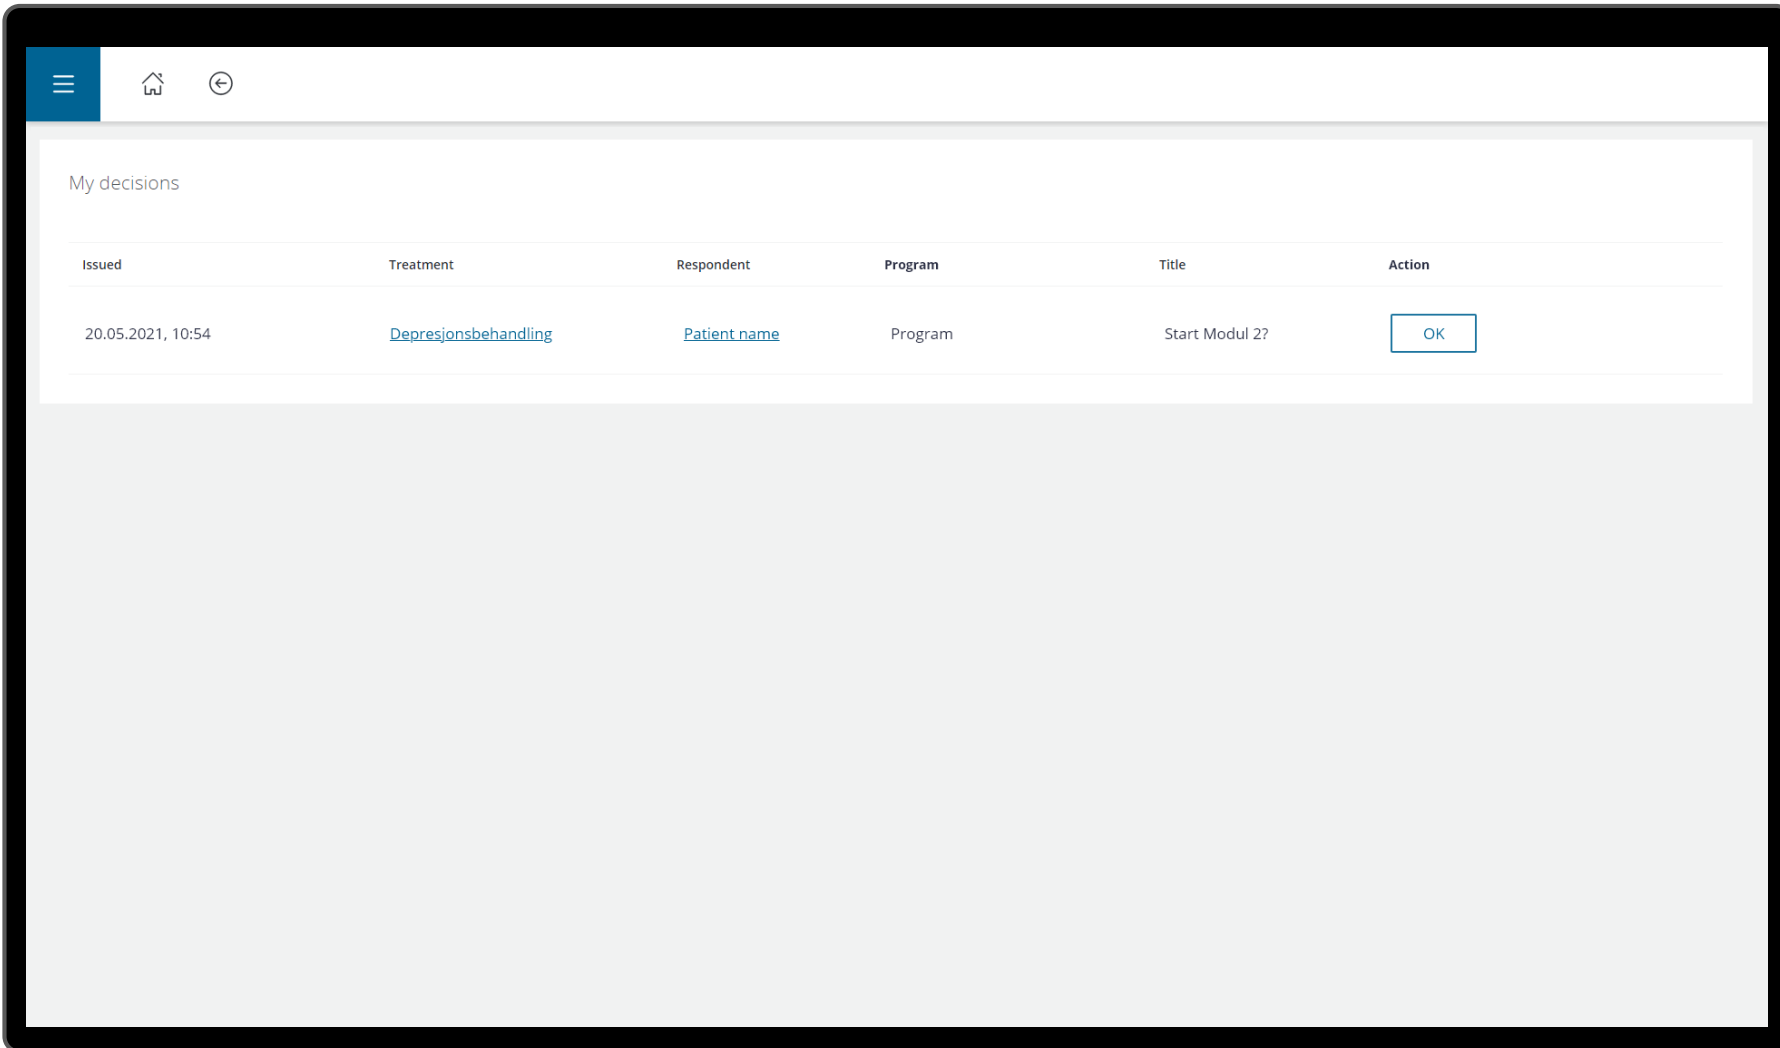 My decisions
Issued Treatment Respondent Program Title Action
20.05.2021, 10:54 Depresjonsbehandling Patient name Program Start Modul 2? OK